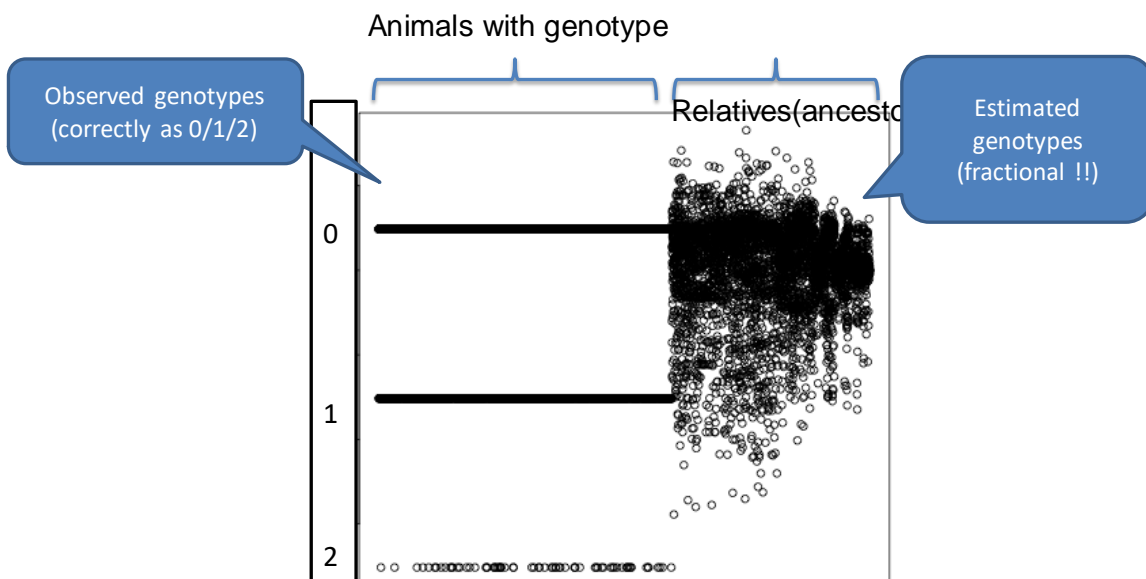 Animals with genotype
Observed genotypes
(correctly as 0/1/2)
Relatives(ancesto
Estimated
genotypes
(fractional !!)
0
1
2